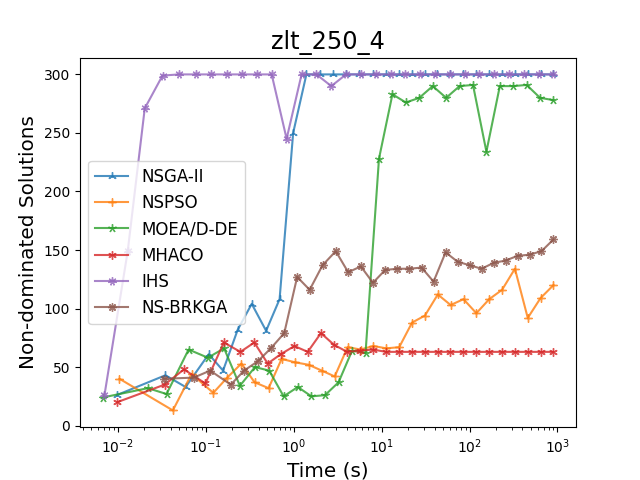 zlt_250_4
Non-dominated Solutions
300
250
200
150
100
50
0
NSGA-II
NSPSO
MOEA/D-DE
MHACO
IHS
NS-BRKGA
10⁻² 10⁻¹ 10⁰ 10¹ 10² 10³
Time (s)